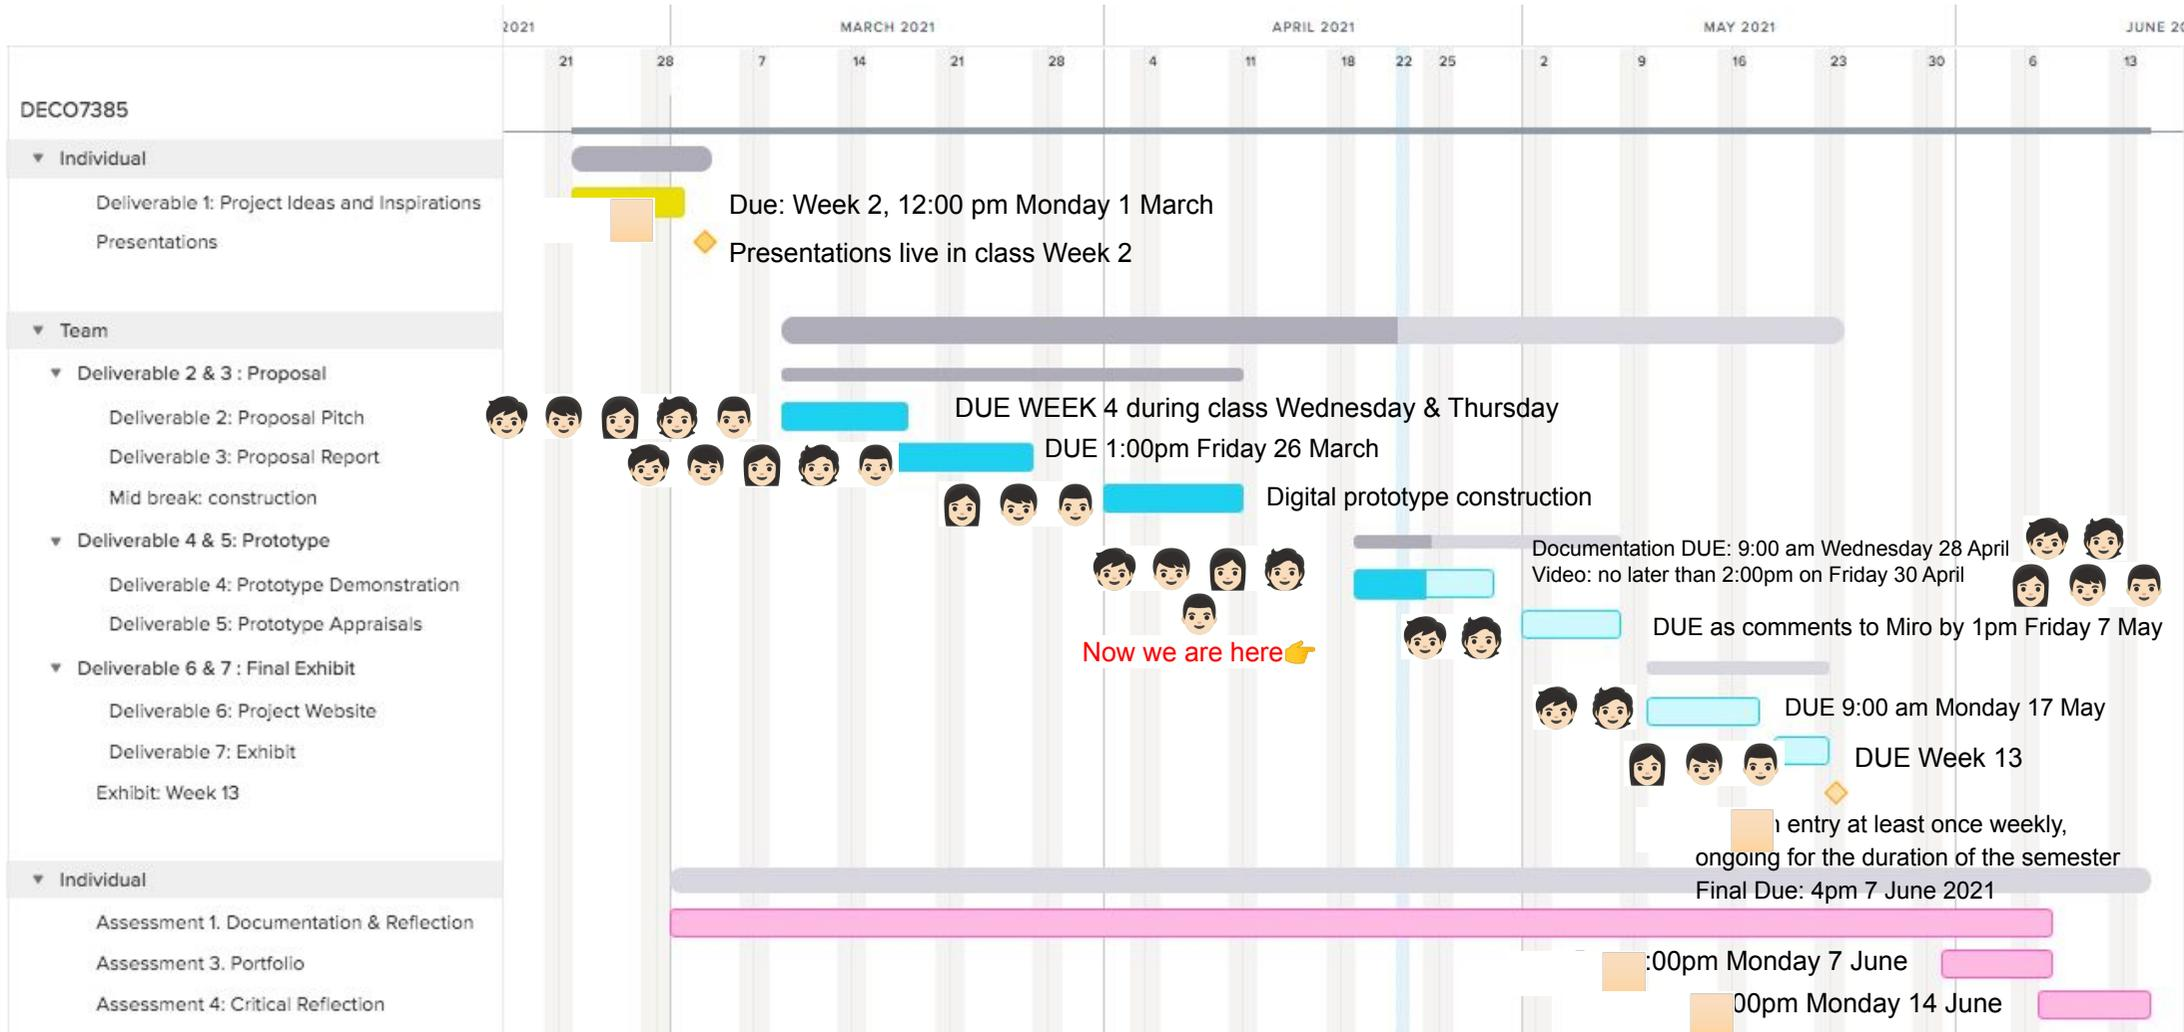 2021 MARCH 2021 APRIL 2021 MAY 2021 JUNE
21 28 7 14 21 28 4 11 18 22 25 2 9 16 23 30 6 13
DECO7385
Individual
Deliverable 1: Project Ideas and Inspirations
Due: Week 2, 12:00 pm Monday 1 March
Presentations
Presentations live in class Week 2
Team
Deliverable 2 & 3 : Proposal
Deliverable 2: Proposal Pitch
DUE WEEK 4 during class Wednesday & Thursday
Deliverable 3: Proposal Report
DUE 1:00pm Friday 26 March
Mid break: construction
Digital prototype construction
Deliverable 4 & 5: Prototype
Documentation DUE: 9:00 am Wednesday 28 April
Video: no later than 2:00pm on Friday 30 April
Deliverable 4: Prototype Demonstration
Deliverable 5: Prototype Appraisals
DUE as comments to Miro by 1pm Friday 7 May
Now we are here
Deliverable 6 & 7 : Final Exhibit
Deliverable 6: Project Website
DUE 9:00 am Monday 17 May
Deliverable 7: Exhibit
DUE Week 13
Exhibit: Week 13
entry at least once weekly,
ongoing for the duration of the semester
Individual
Final Due: 4pm 7 June 2021
Assessment 1. Documentation & Reflection
Assessment 3. Portfolio
:00pm Monday 7 June
Assessment 4: Critical Reflection
00pm Monday 14 June